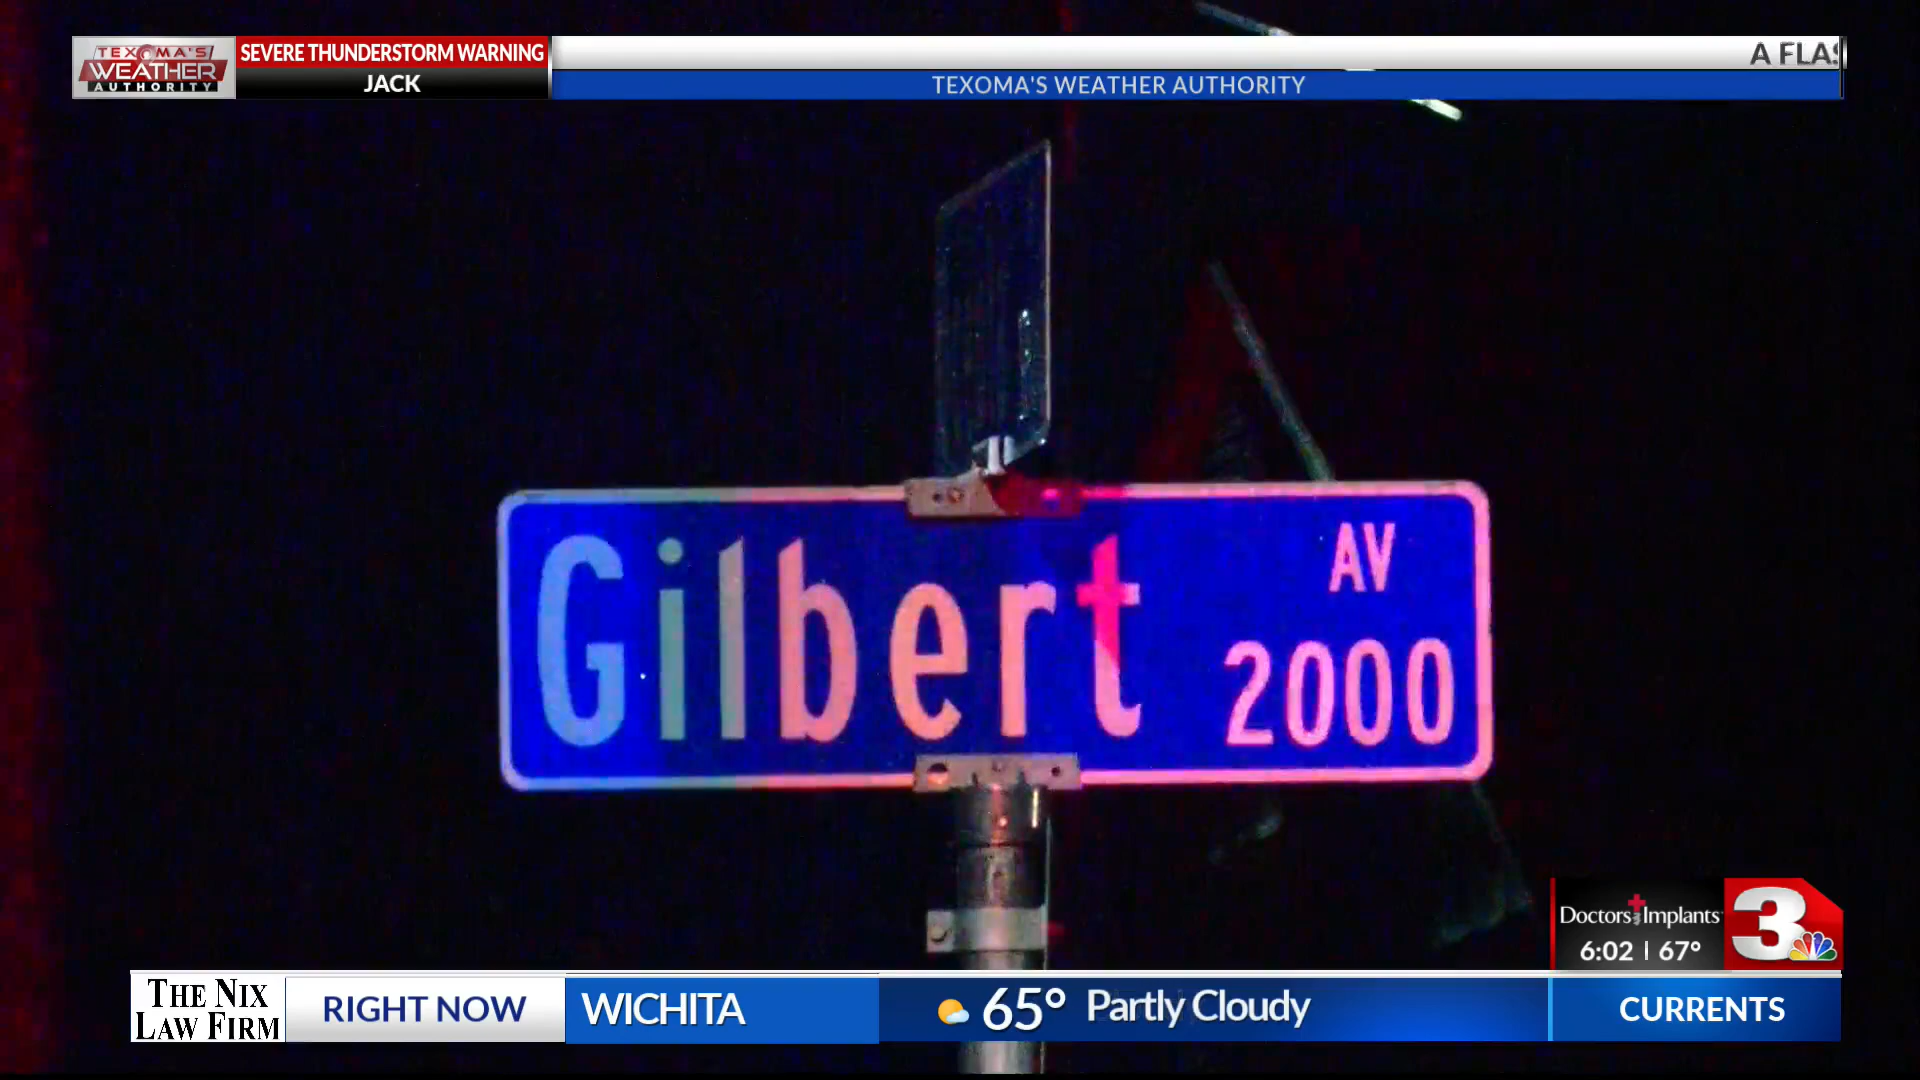 TEXOMA'S
WEATHER
AUTHORITY
SEVERE THUNDERSTORM WARNING
JACK
A FLAS
TEXOMA'S WEATHER AUTHORITY
Gilbert AV
2000
Doctors Implants
6:02 | 67°
3
THE NIX
LAW FIRM
RIGHT NOW
WICHITA
65° Partly Cloudy
CURRENTS